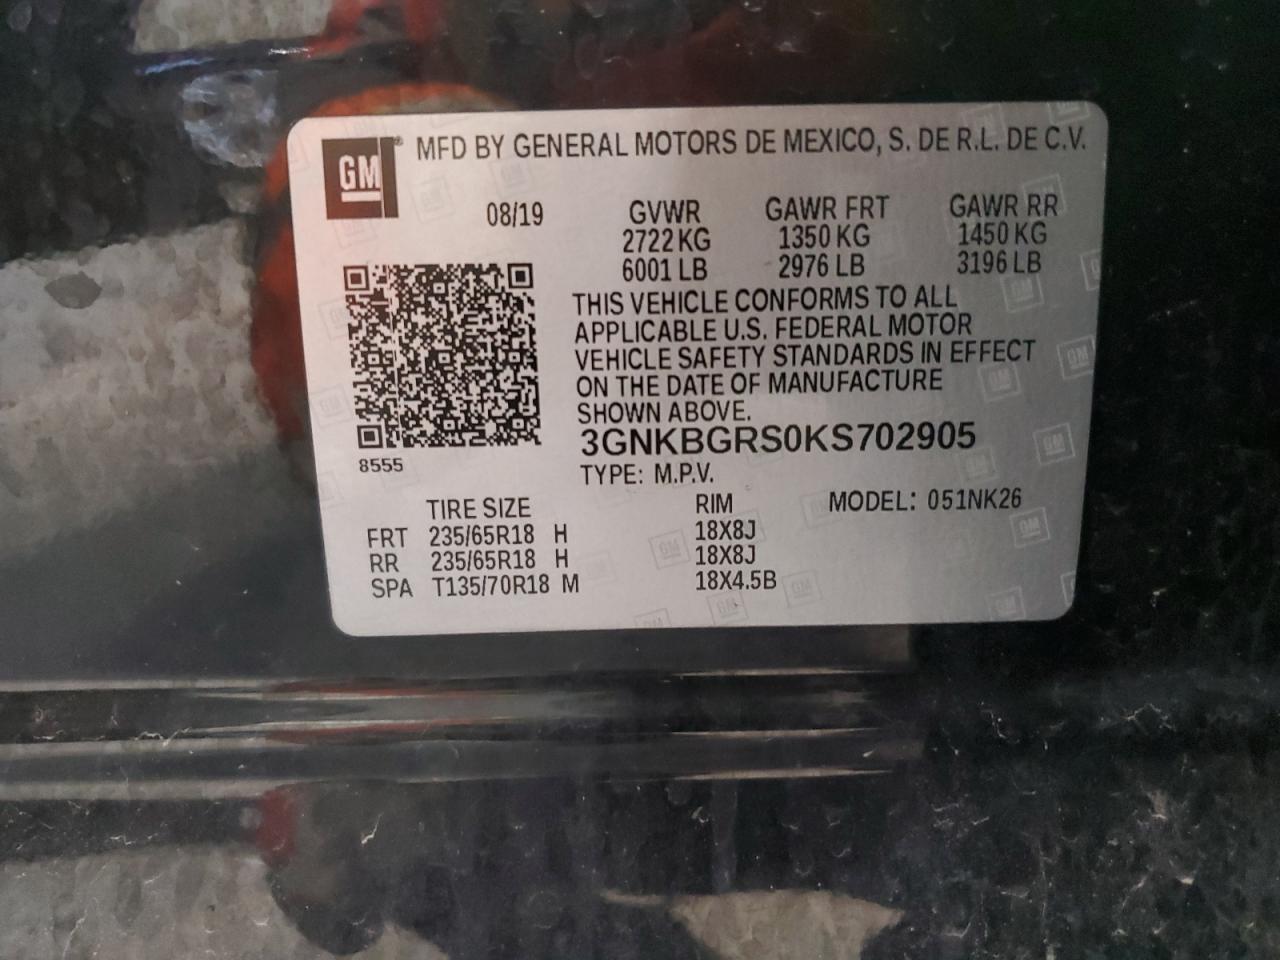 GM® MFD BY GENERAL MOTORS DE MEXICO, S. DE R.L. DE C.V.
08/19 GVWR GAWR FRT GAWR RR
2722 KG 1350 KG 1450 KG
6001 LB 2976 LB 3196 LB
THIS VEHICLE CONFORMS TO ALL
APPLICABLE U.S. FEDERAL MOTOR
VEHICLE SAFETY STANDARDS IN EFFECT
ON THE DATE OF MANUFACTURE
SHOWN ABOVE.
3GNKBGRS0KS702905
8555
TYPE: M.P.V.
TIRE SIZE RIM MODEL: 051NK26
FRT 235/65R18 H 18X8J
RR 235/65R18 H 18X8J
SPA T135/70R18 M 18X4.5B